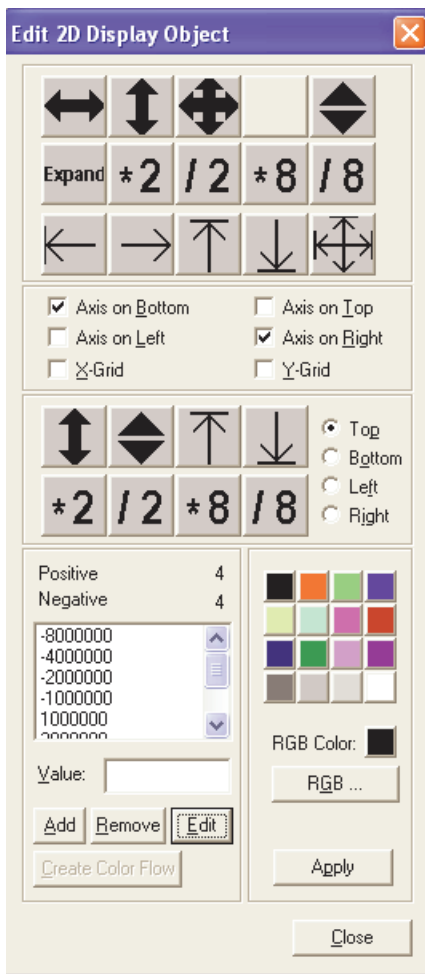 Edit 2D Display Object
Expand *2 /2 *8 /8
Axis on Bottom Axis on Top
Axis on Left Axis on Right
X-Grid Y-Grid
Top
Bottom
Left
Right
*2 /2 *8 /8
Positive 4
Negative 4
-8000000
-4000000
-2000000
-1000000
1000000
2000000
Value:
Add Remove Edit
Create Color Flow
RGB Color:
RGB ...
Apply
Close